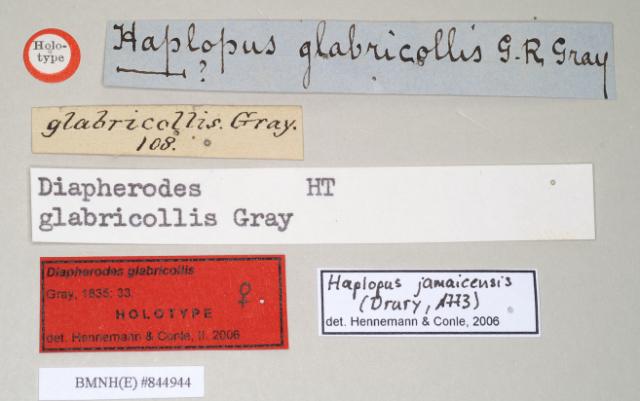 Holo-
type
Haplopus glabricollis G.R. Gray
?
glabricollis. Gray.
108.
Diapherodes HT
glabricollis Gray
Diapherodes glabricollis
Gray, 1835: 33.
HOLOTYPE ♀
det. Hennemann & Conle, II. 2006
Haplopus jamaicensis
(Drury, 1773)
det. Hennemann & Conle, 2006
BMNH(E) #844944